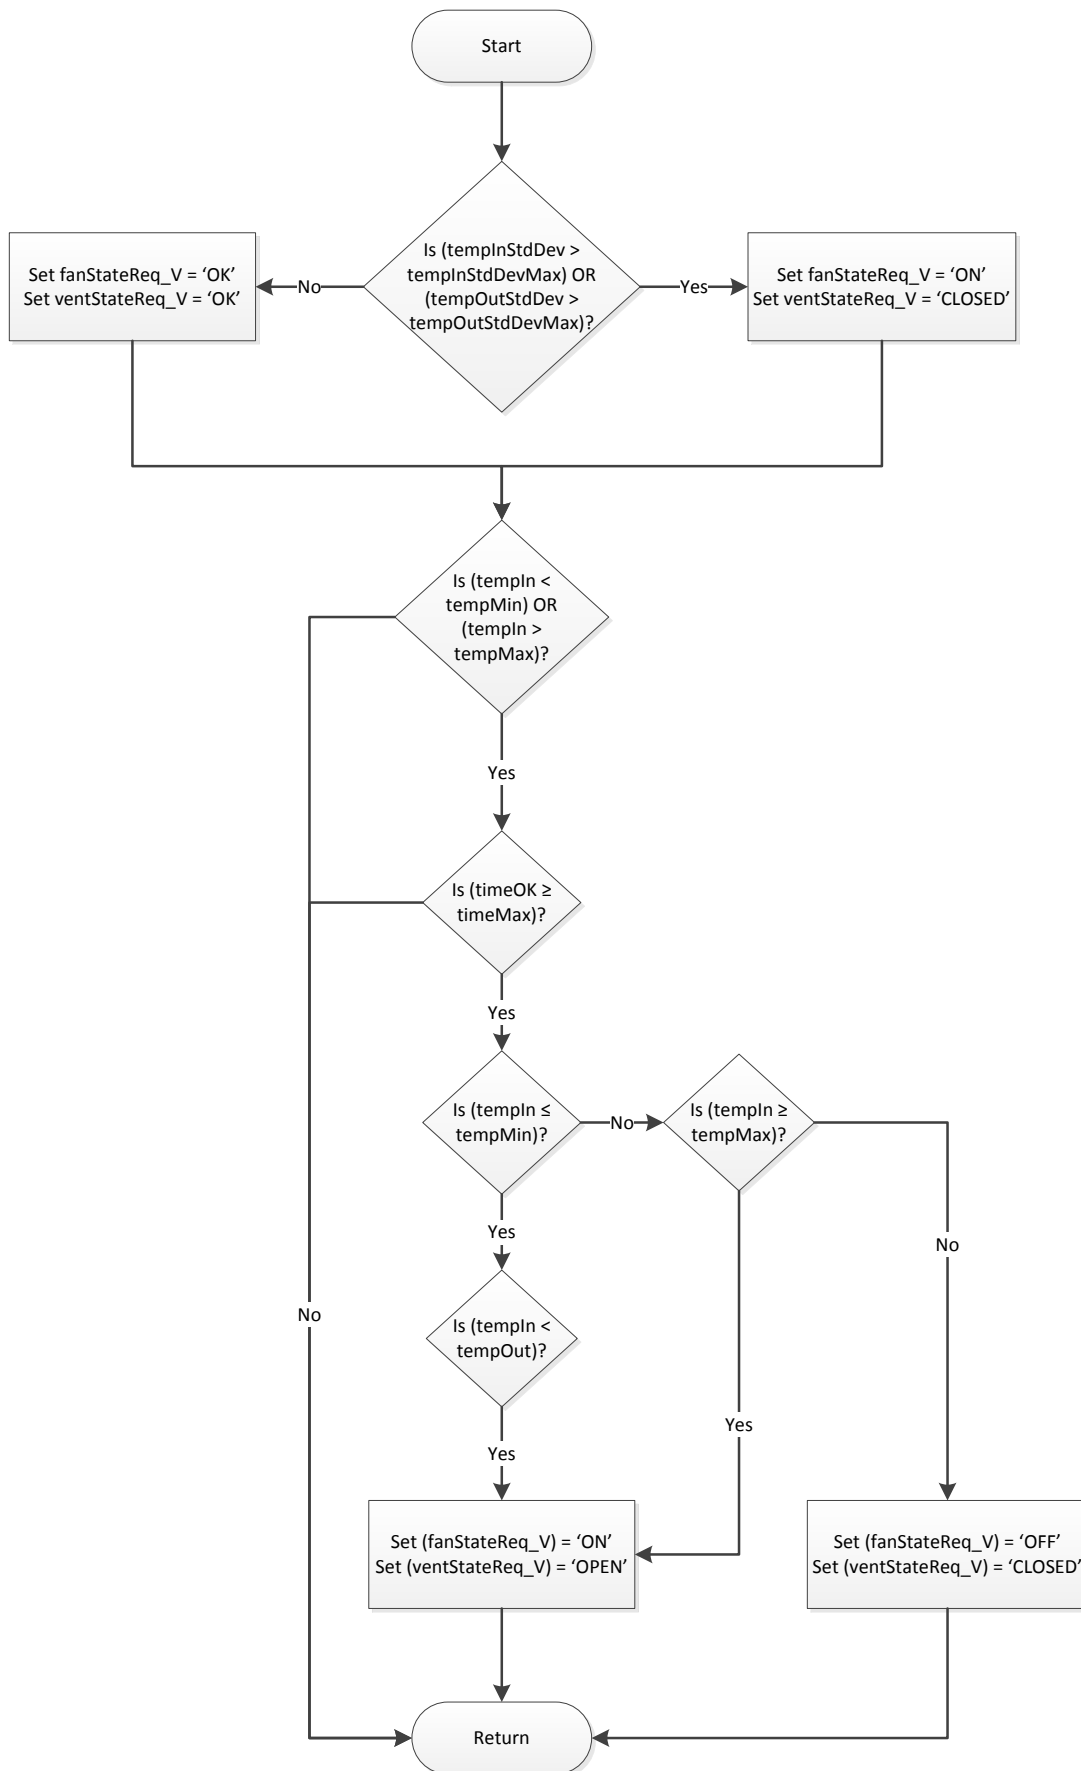 Start
Is (tempInStdDev >
tempInStdDevMax) OR
(tempOutStdDev >
tempOutStdDevMax)?
No
Yes
Set fanStateReq_V = ‘OK’
Set ventStateReq_V = ‘OK’
Set fanStateReq_V = ‘ON’
Set ventStateReq_V = ‘CLOSED’
Is (tempIn <
tempMin) OR
(tempIn >
tempMax)?
Yes
Is (timeOK ≥
timeMax)?
Yes
Is (tempIn ≤
tempMin)?
No
Is (tempIn ≥
tempMax)?
Yes
No
Is (tempIn <
tempOut)?
No
Yes
Yes
Set (fanStateReq_V) = ‘ON’
Set (ventStateReq_V) = ‘OPEN’
Set (fanStateReq_V) = ‘OFF’
Set (ventStateReq_V) = ‘CLOSED’
Return